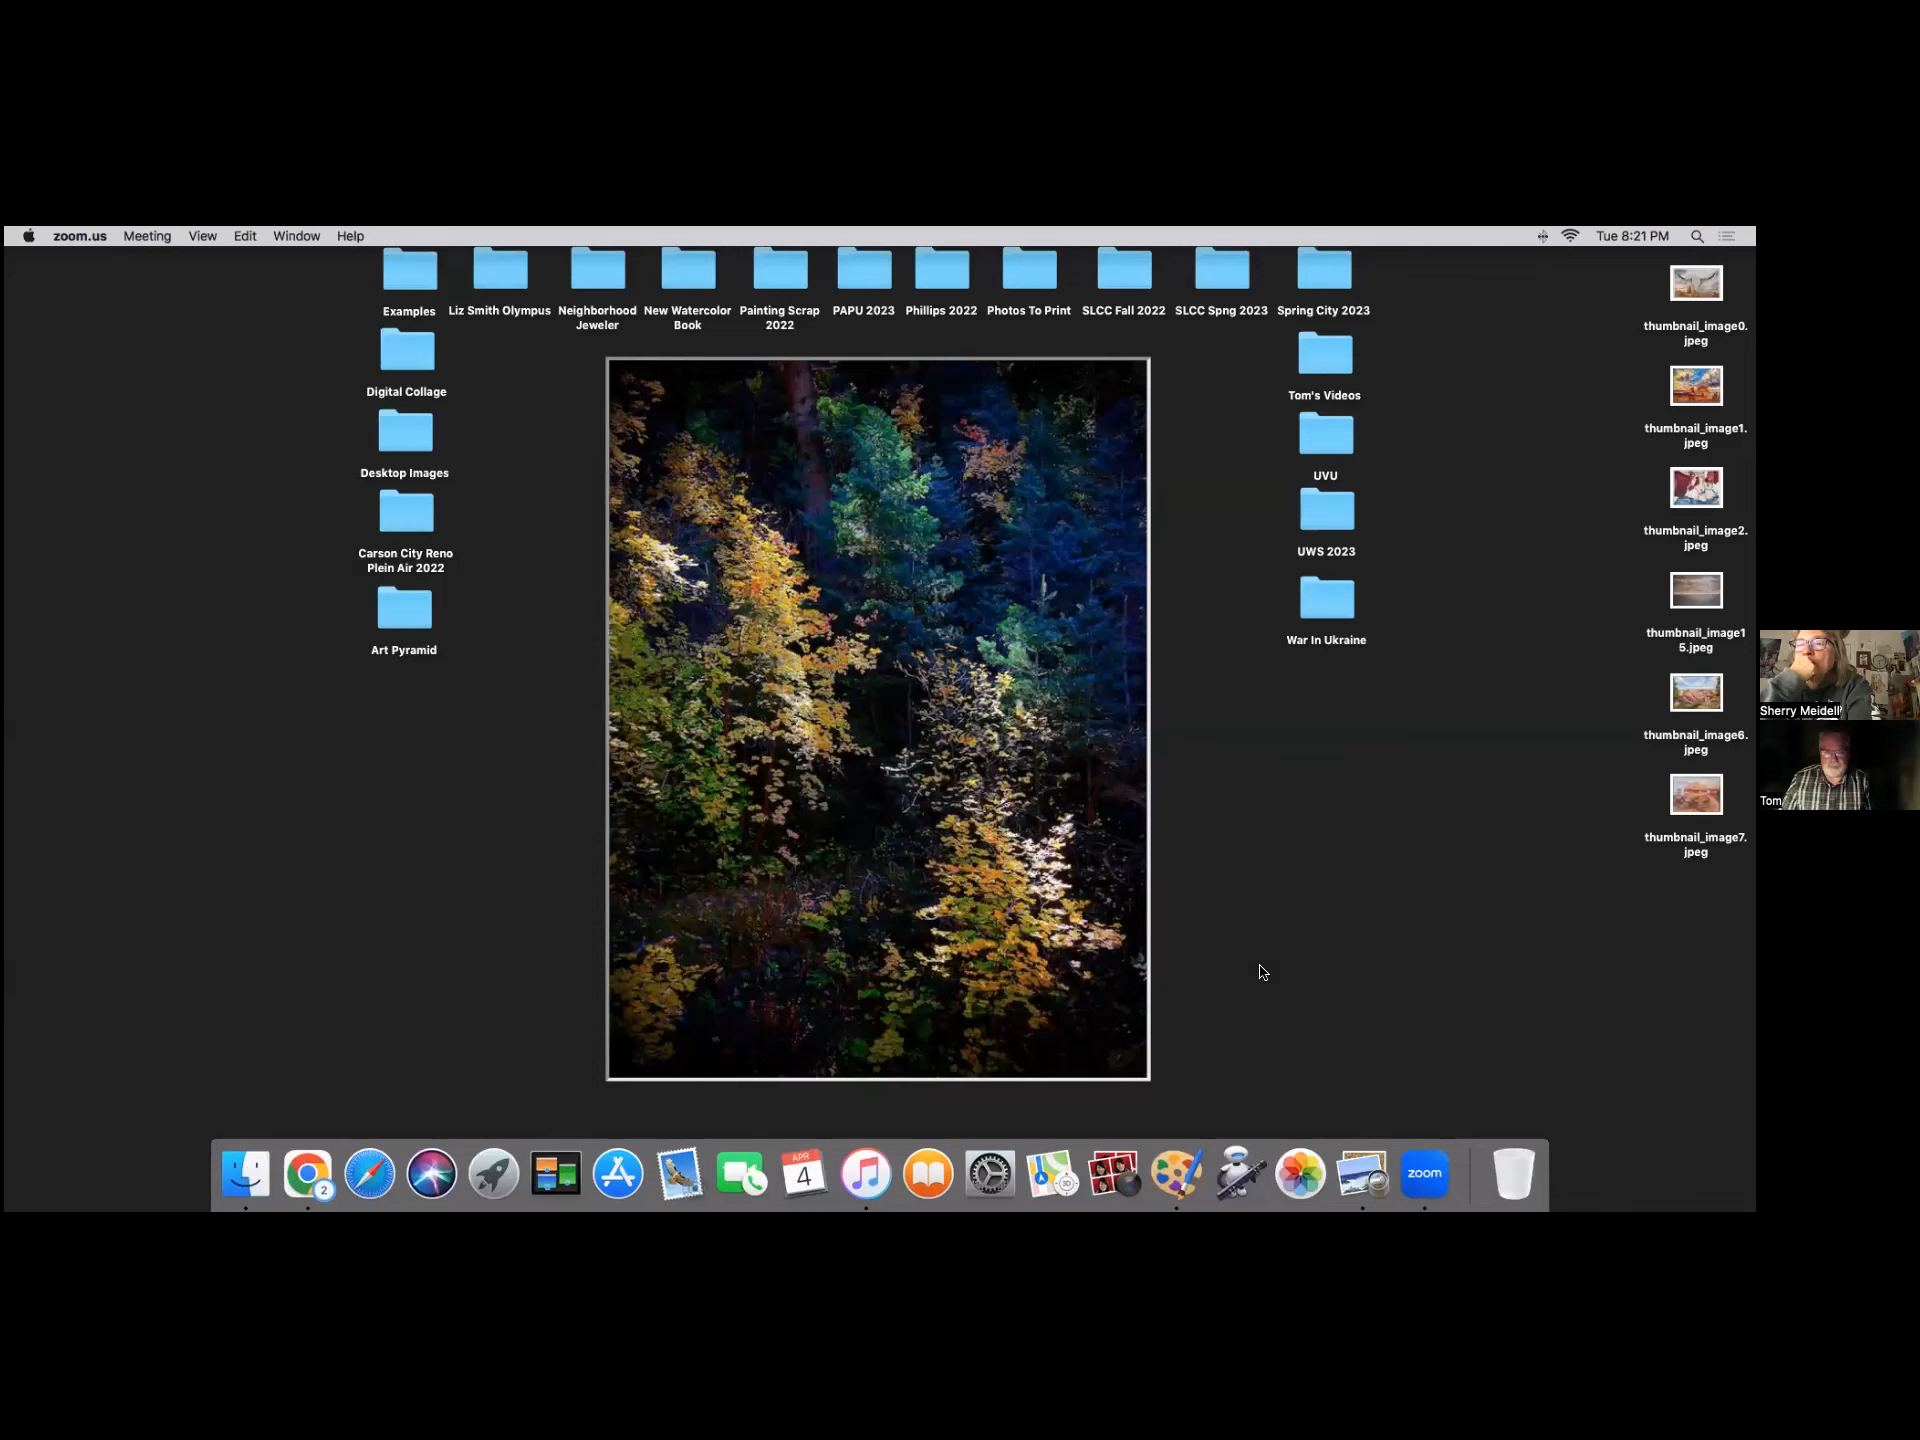 zoom.us Meeting View Edit Window Help Tue 8:21 PM
Examples
Liz Smith Olympus
Neighborhood
Jeweler
New Watercolor
Book
Painting Scrap
2022
PAPU 2023
Phillips 2022
Photos To Print
SLCC Fall 2022
SLCC Spng 2023
Spring City 2023
Digital Collage
Desktop Images
Carson City Reno
Plein Air 2022
Art Pyramid
Tom's Videos
UVU
UWS 2023
War In Ukraine
thumbnail_image0.
jpeg
thumbnail_image1.
jpeg
thumbnail_image2.
jpeg
thumbnail_image1
5.jpeg
thumbnail_image6.
jpeg
thumbnail_image7.
jpeg
Sherry Meidell
Tom
2
APR
4
3D
zoom